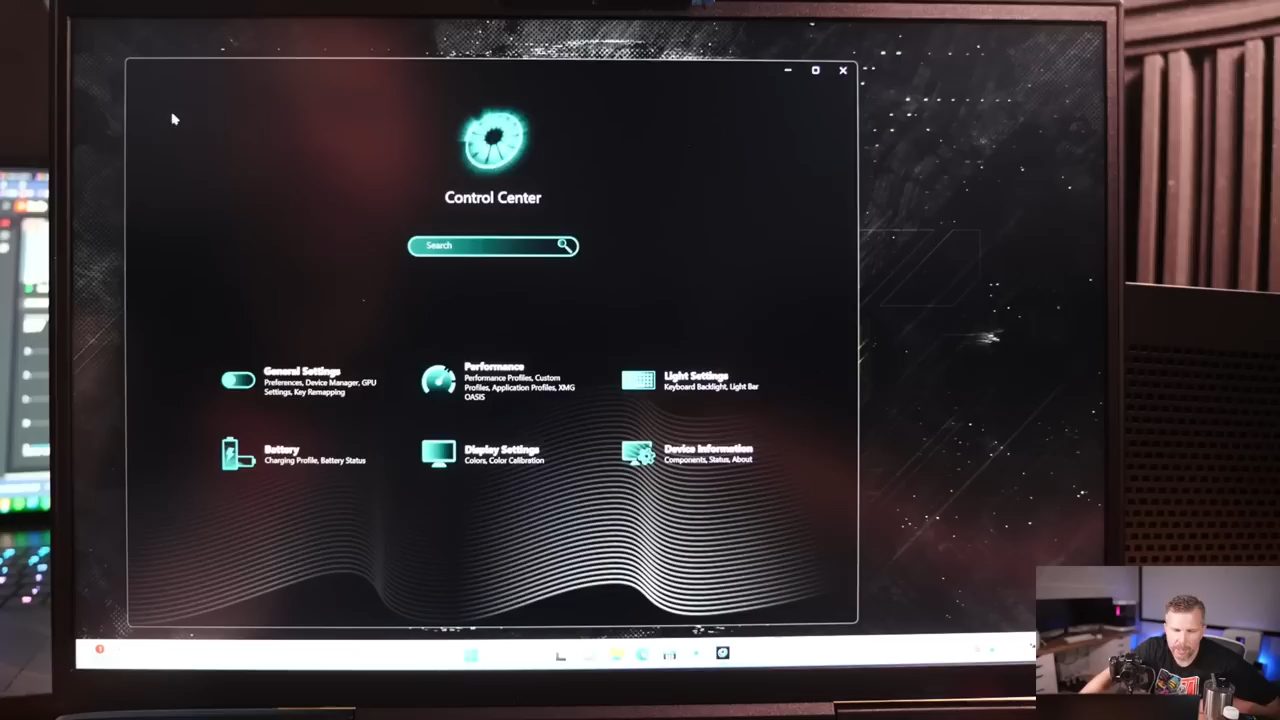 Control Center
Search
General Settings
Preferences, Device Manager, GPU
Settings, Key Remapping
Performance
Performance Profiles, Custom
Profiles, Application Profiles, XMG
OASIS
Light Settings
Keyboard Backlight, Light Bar
Battery
Charging Profile, Battery Status
Display Settings
Colors, Color Calibration
Device Information
Components, Status, About